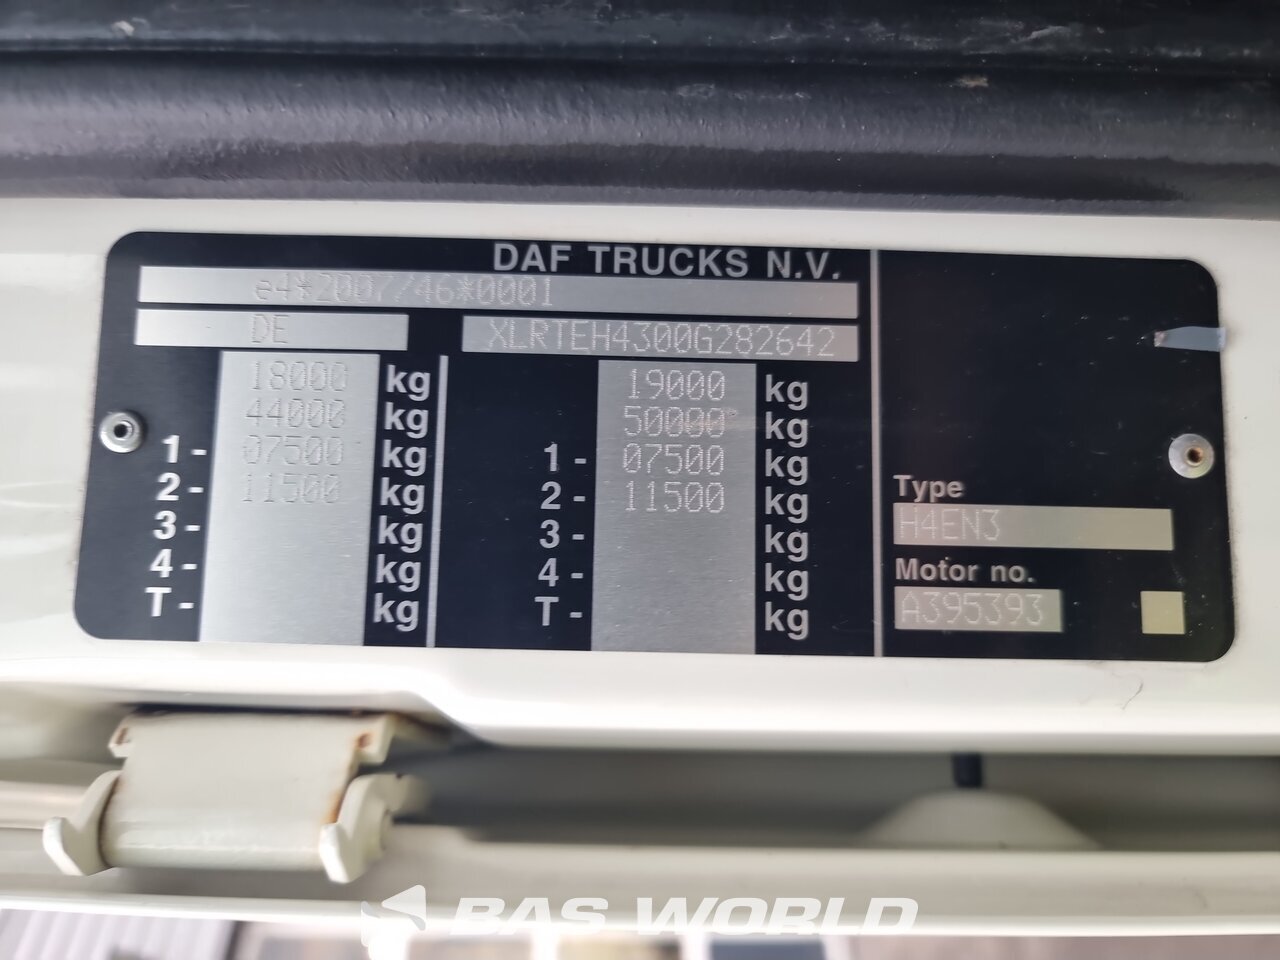 DAF TRUCKS N.V.
e4*2007/46*0001
DE XLRTEH4300G282642
18000 kg 19000 kg
44000 kg 50000 kg
1- 07500 kg 1- 07500 kg
2- 11500 kg 2- 11500 kg
3- kg 3- kg
4- kg 4- kg
T- kg T- kg
Type
H4EN3
Motor no.
A395393
BAS WORLD